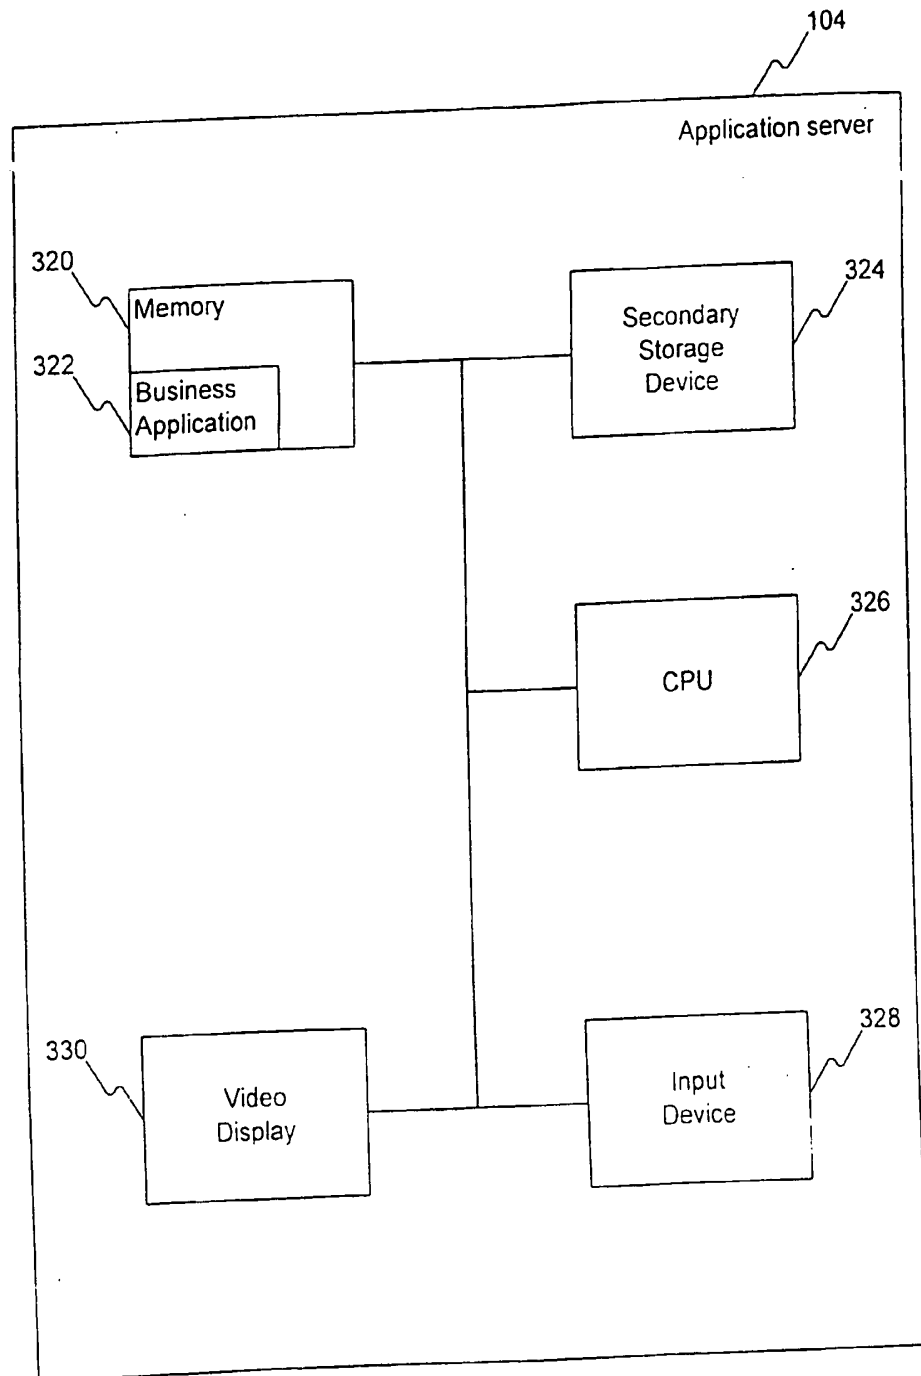 104
Application server
320
Memory
322
Business
Application
Secondary
Storage
Device
324
CPU
326
330
Video
Display
Input
Device
328